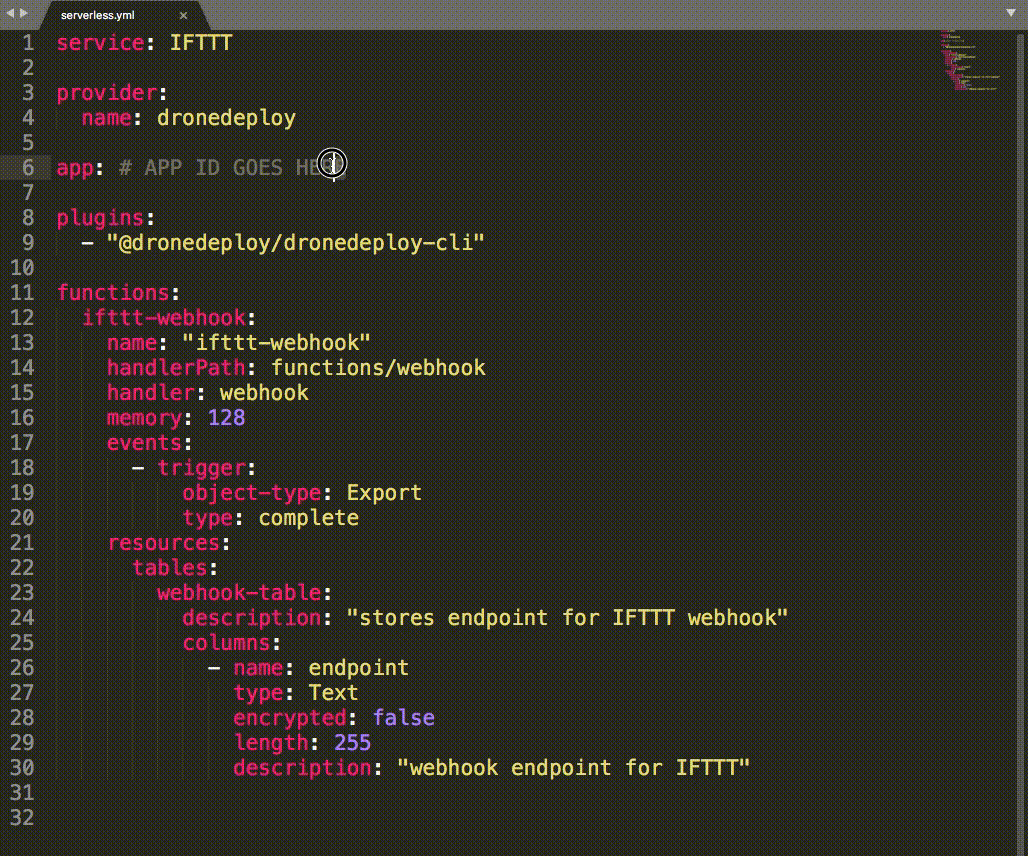 serverless.yml
1 service: IFTTT
2
3 provider:
4   name: dronedeploy
5
6 app: # APP ID GOES
7
8 plugins:
9   - "@dronedeploy/dronedeploy-cli"
10
11 functions:
12   ifttt-webhook:
13     name: "ifttt-webhook"
14     handlerPath: functions/webhook
15     handler: webhook
16     memory: 128
17     events:
18       - trigger:
19           object-type: Export
20           type: complete
21     resources:
22       tables:
23         webhook-table:
24           description: "stores endpoint for IFTTT webhook"
25           columns:
26             - name: endpoint
27               type: Text
28               encrypted: false
29               length: 255
30               description: "webhook endpoint for IFTTT"
31
32